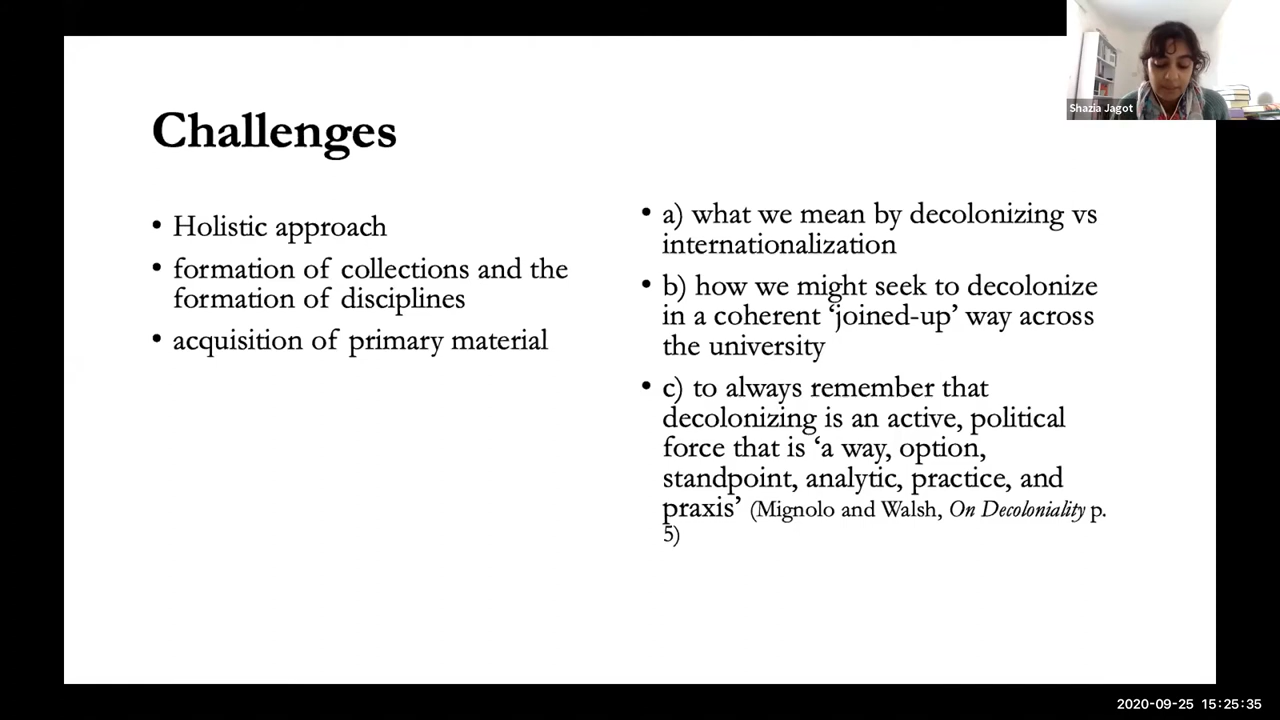 Shazia Jagot
Challenges
• Holistic approach
• formation of collections and the
formation of disciplines
• acquisition of primary material
• a) what we mean by decolonizing vs
internationalization
• b) how we might seek to decolonize
in a coherent ‘joined-up’ way across
the university
• c) to always remember that
decolonizing is an active, political
force that is ‘a way, option,
standpoint, analytic, practice, and
praxis’ (Mignolo and Walsh, On Decoloniality p.
5)
2020-09-25 15:25:35